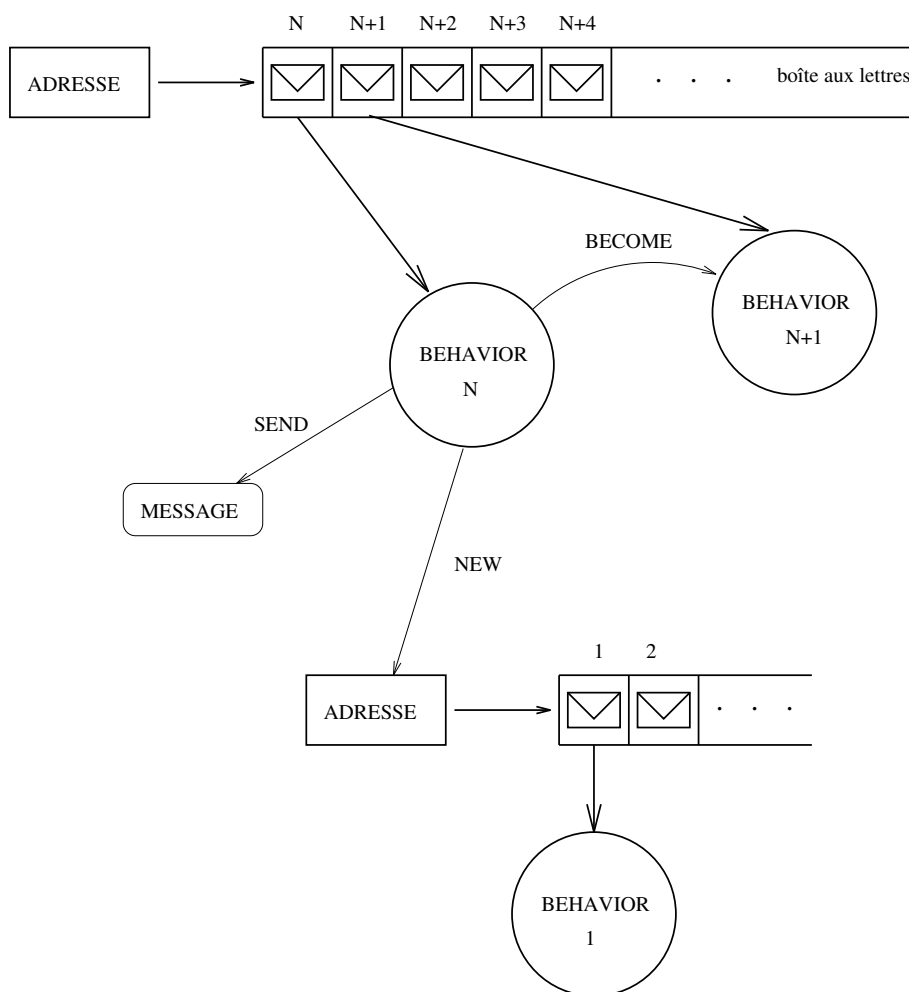 N N+1 N+2 N+3 N+4
ADRESSE
. . . boîte aux lettres
BECOME
BEHAVIOR
N+1
BEHAVIOR
N
SEND
MESSAGE
NEW
1 2
ADRESSE
. . .
BEHAVIOR
1